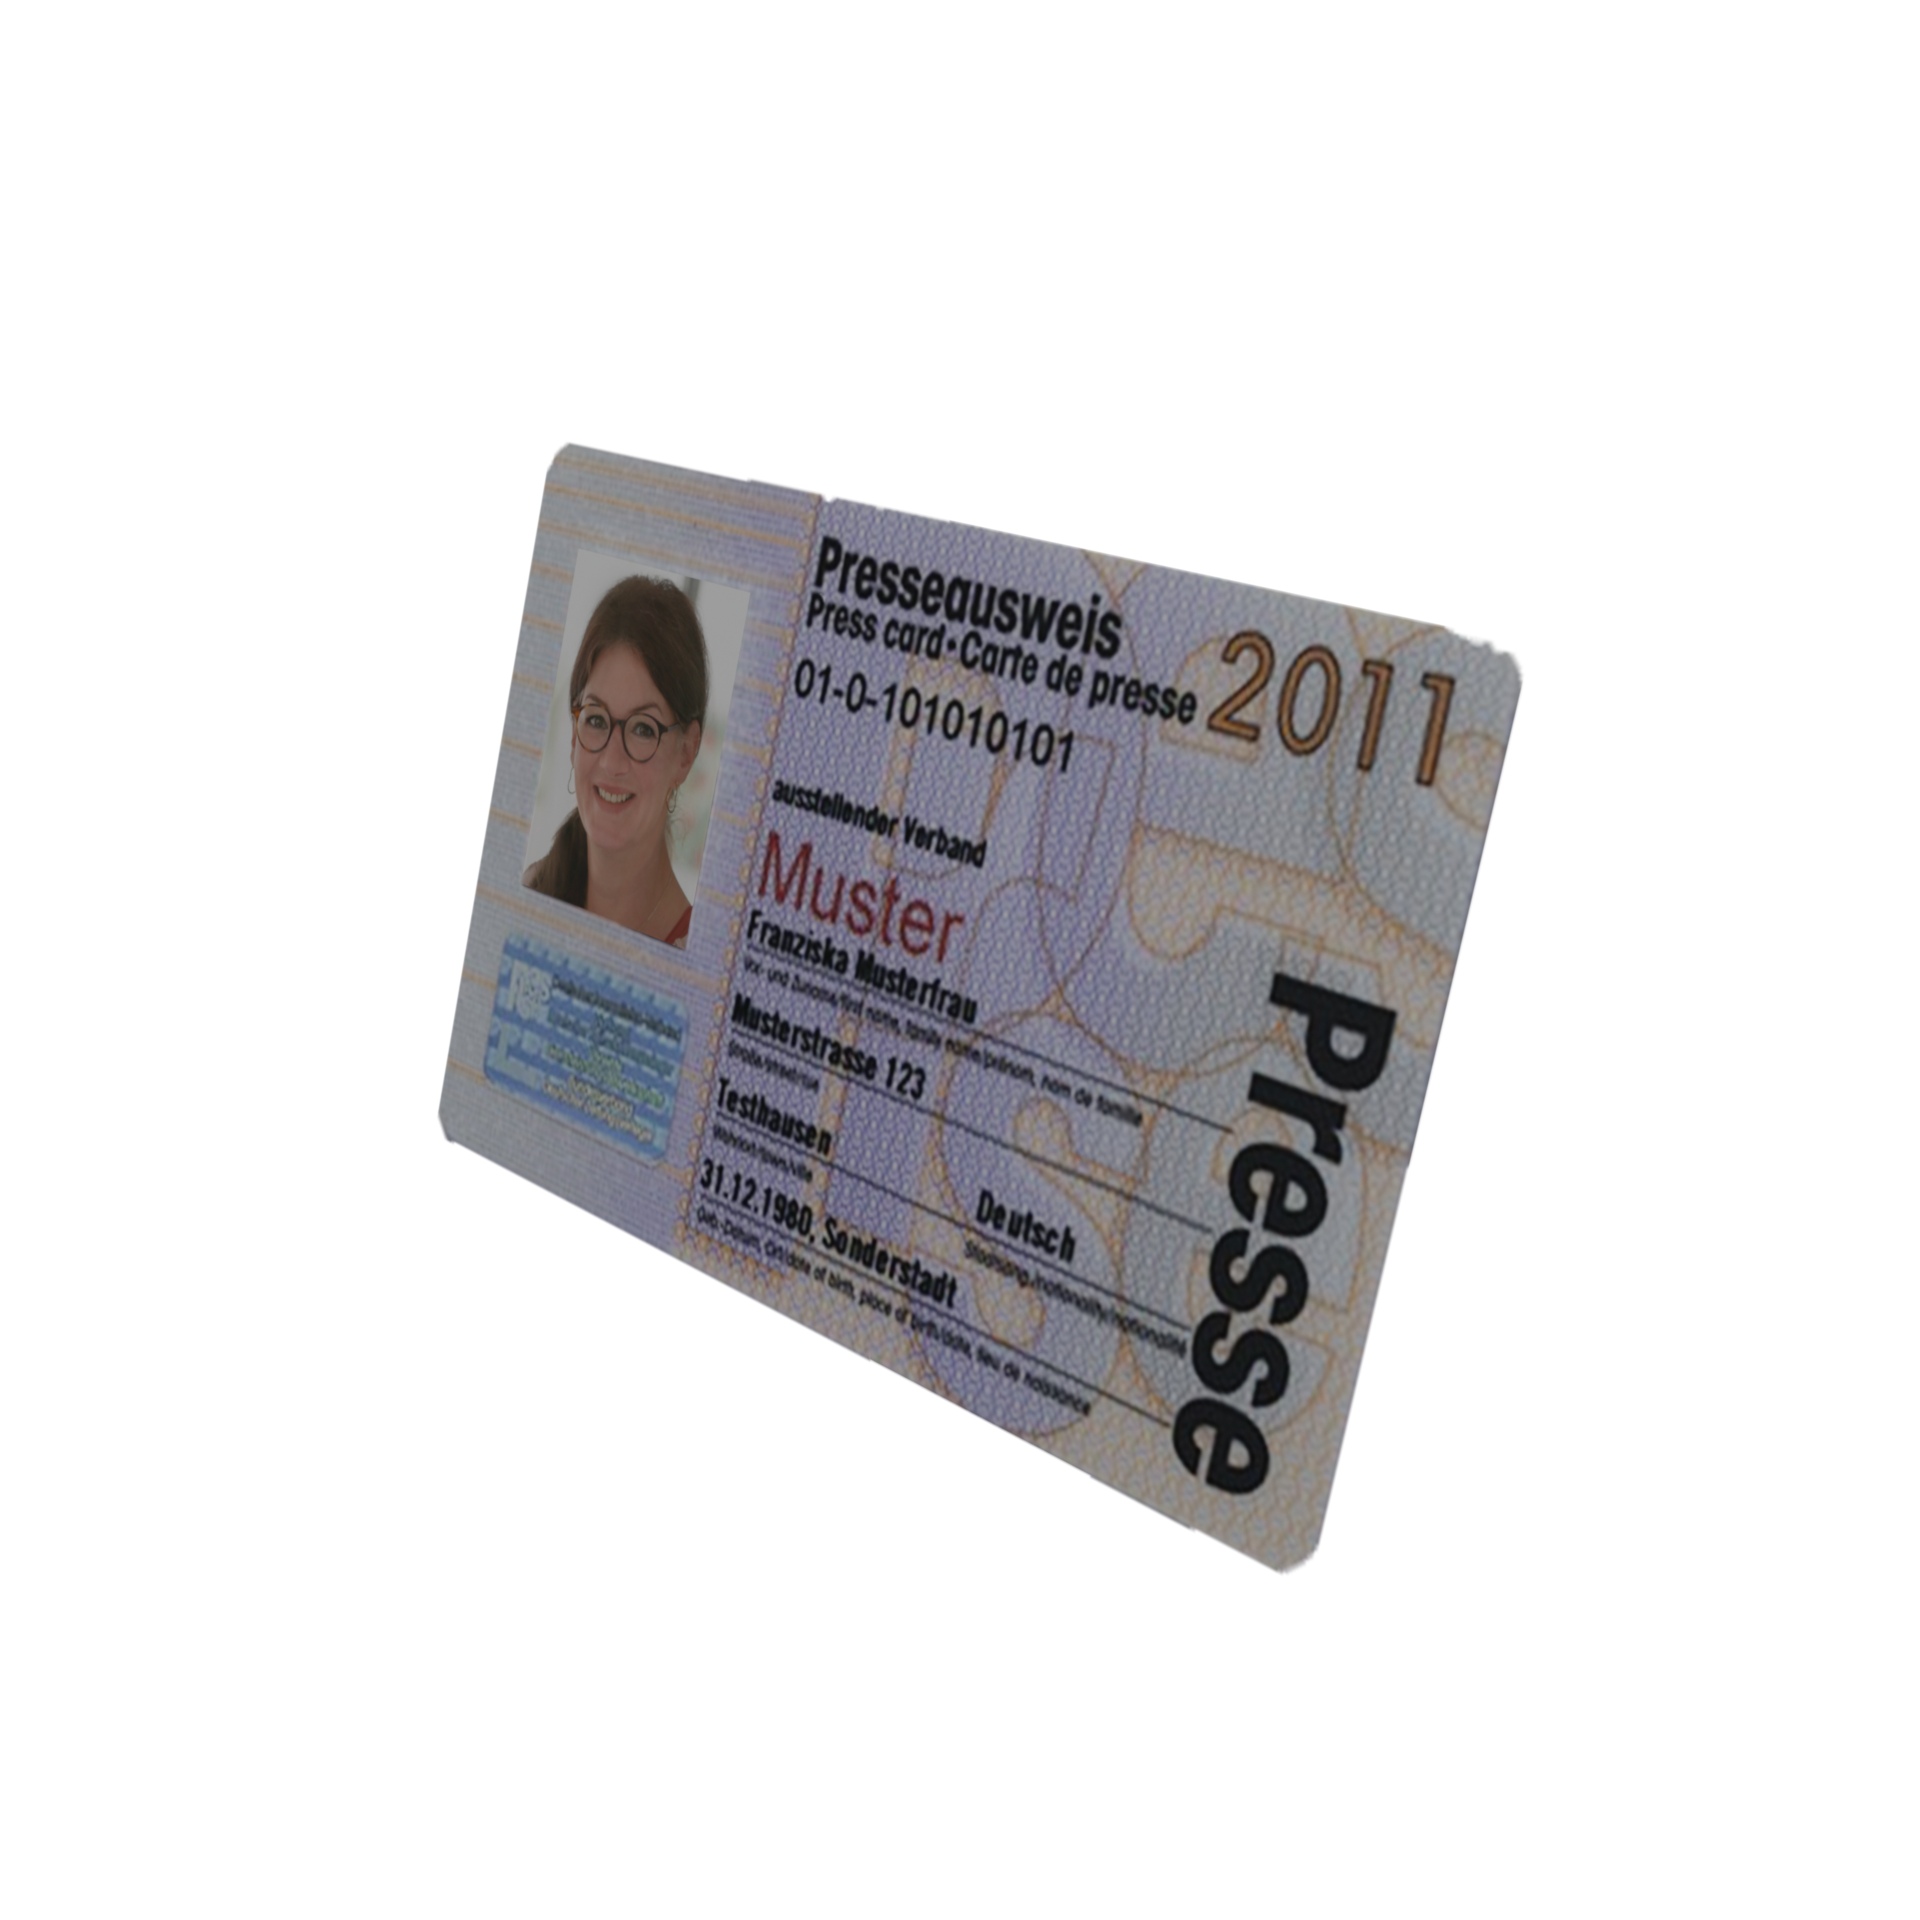 Presseausweis
Press card•Carte de presse
2011
01-0-101010101
ausstellender Verband
Muster
Franziska Musterfrau
Vor- und Zuname/first name, family name/prénom, nom de famille
Musterstrasse 123
Straße/street/rue
Testhausen
Wohnort/town/ville
Deutsch
Staatsang./nationality/nationalité
31.12.1980, Sonderstadt
Geb.-Datum, Ort/date of birth, place of birth/date, lieu de naissance
Presse